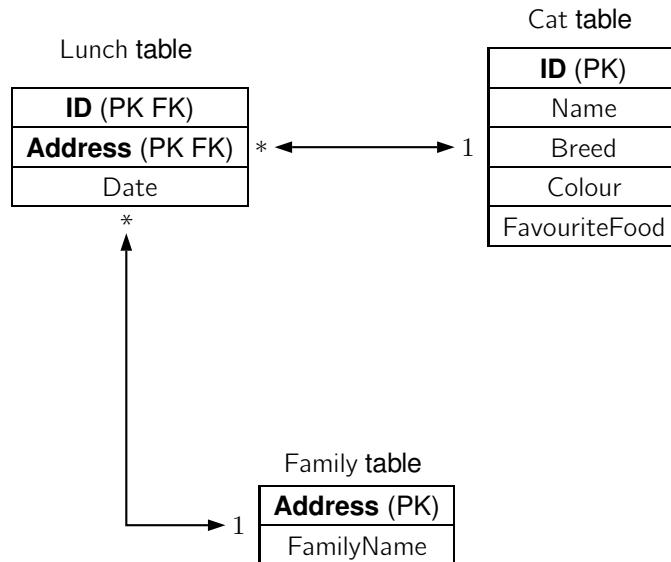 Lunch table
ID (PK FK)
Address (PK FK)
Date
*
*
1
Cat table
ID (PK)
Name
Breed
Colour
FavouriteFood
Family table
1
Address (PK)
FamilyName